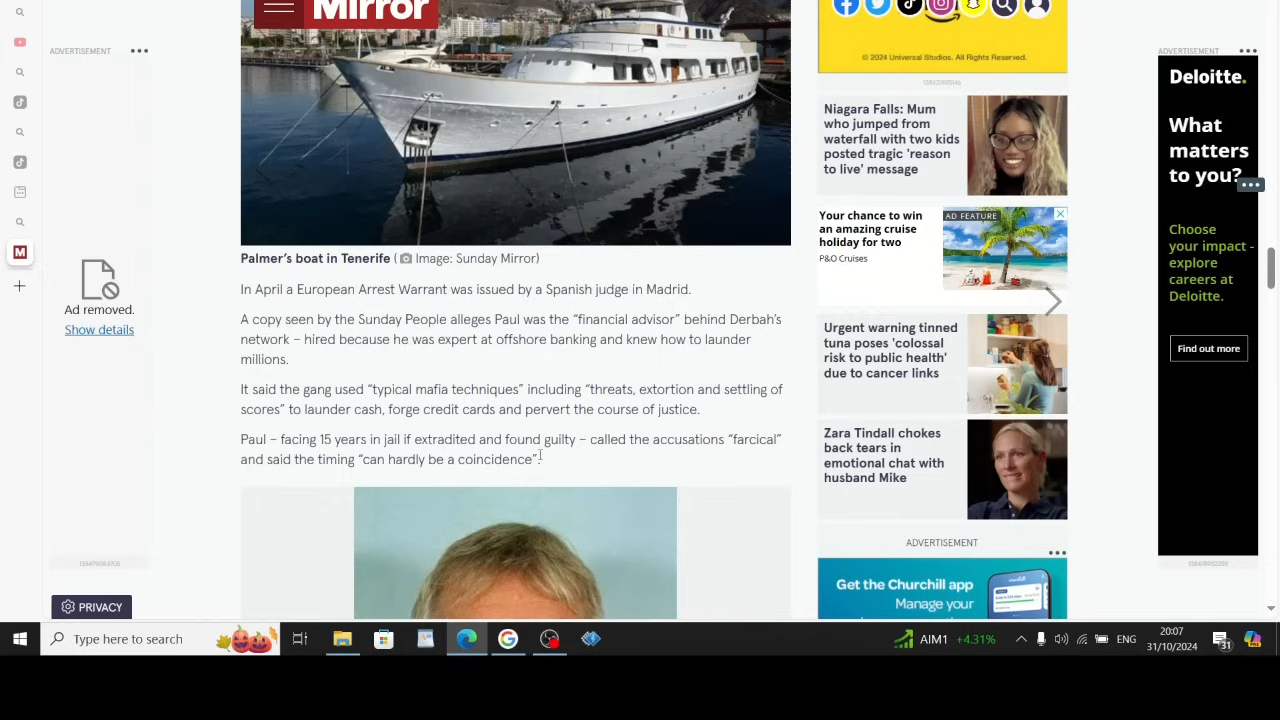 Mirror
ADVERTISEMENT
Ad removed.
Show details
138479084705
PRIVACY
Palmer’s boat in Tenerife ( Image: Sunday Mirror)
In April a European Arrest Warrant was issued by a Spanish judge in Madrid.
A copy seen by the Sunday People alleges Paul was the “financial advisor” behind Derbah’s
network – hired because he was expert at offshore banking and knew how to launder
millions.
It said the gang used “typical mafia techniques” including “threats, extortion and settling of
scores” to launder cash, forge credit cards and pervert the course of justice.
Paul – facing 15 years in jail if extradited and found guilty – called the accusations “farcical”
and said the timing “can hardly be a coincidence”.
© 2024 Universal Studios. All Rights Reserved.
Niagara Falls: Mum
who jumped from
waterfall with two kids
posted tragic 'reason
to live' message
Your chance to win
an amazing cruise
holiday for two
P&O Cruises
AD FEATURE
Urgent warning tinned
tuna poses 'colossal
risk to public health'
due to cancer links
Zara Tindall chokes
back tears in
emotional chat with
husband Mike
ADVERTISEMENT
Get the Churchill app
Manage your
ADVERTISEMENT
Deloitte.
What
matters
to you?
Choose
your impact -
explore
careers at
Deloitte.
Find out more
Type here to search
AIM1 +4.31%
ENG
20:07
31/10/2024
31